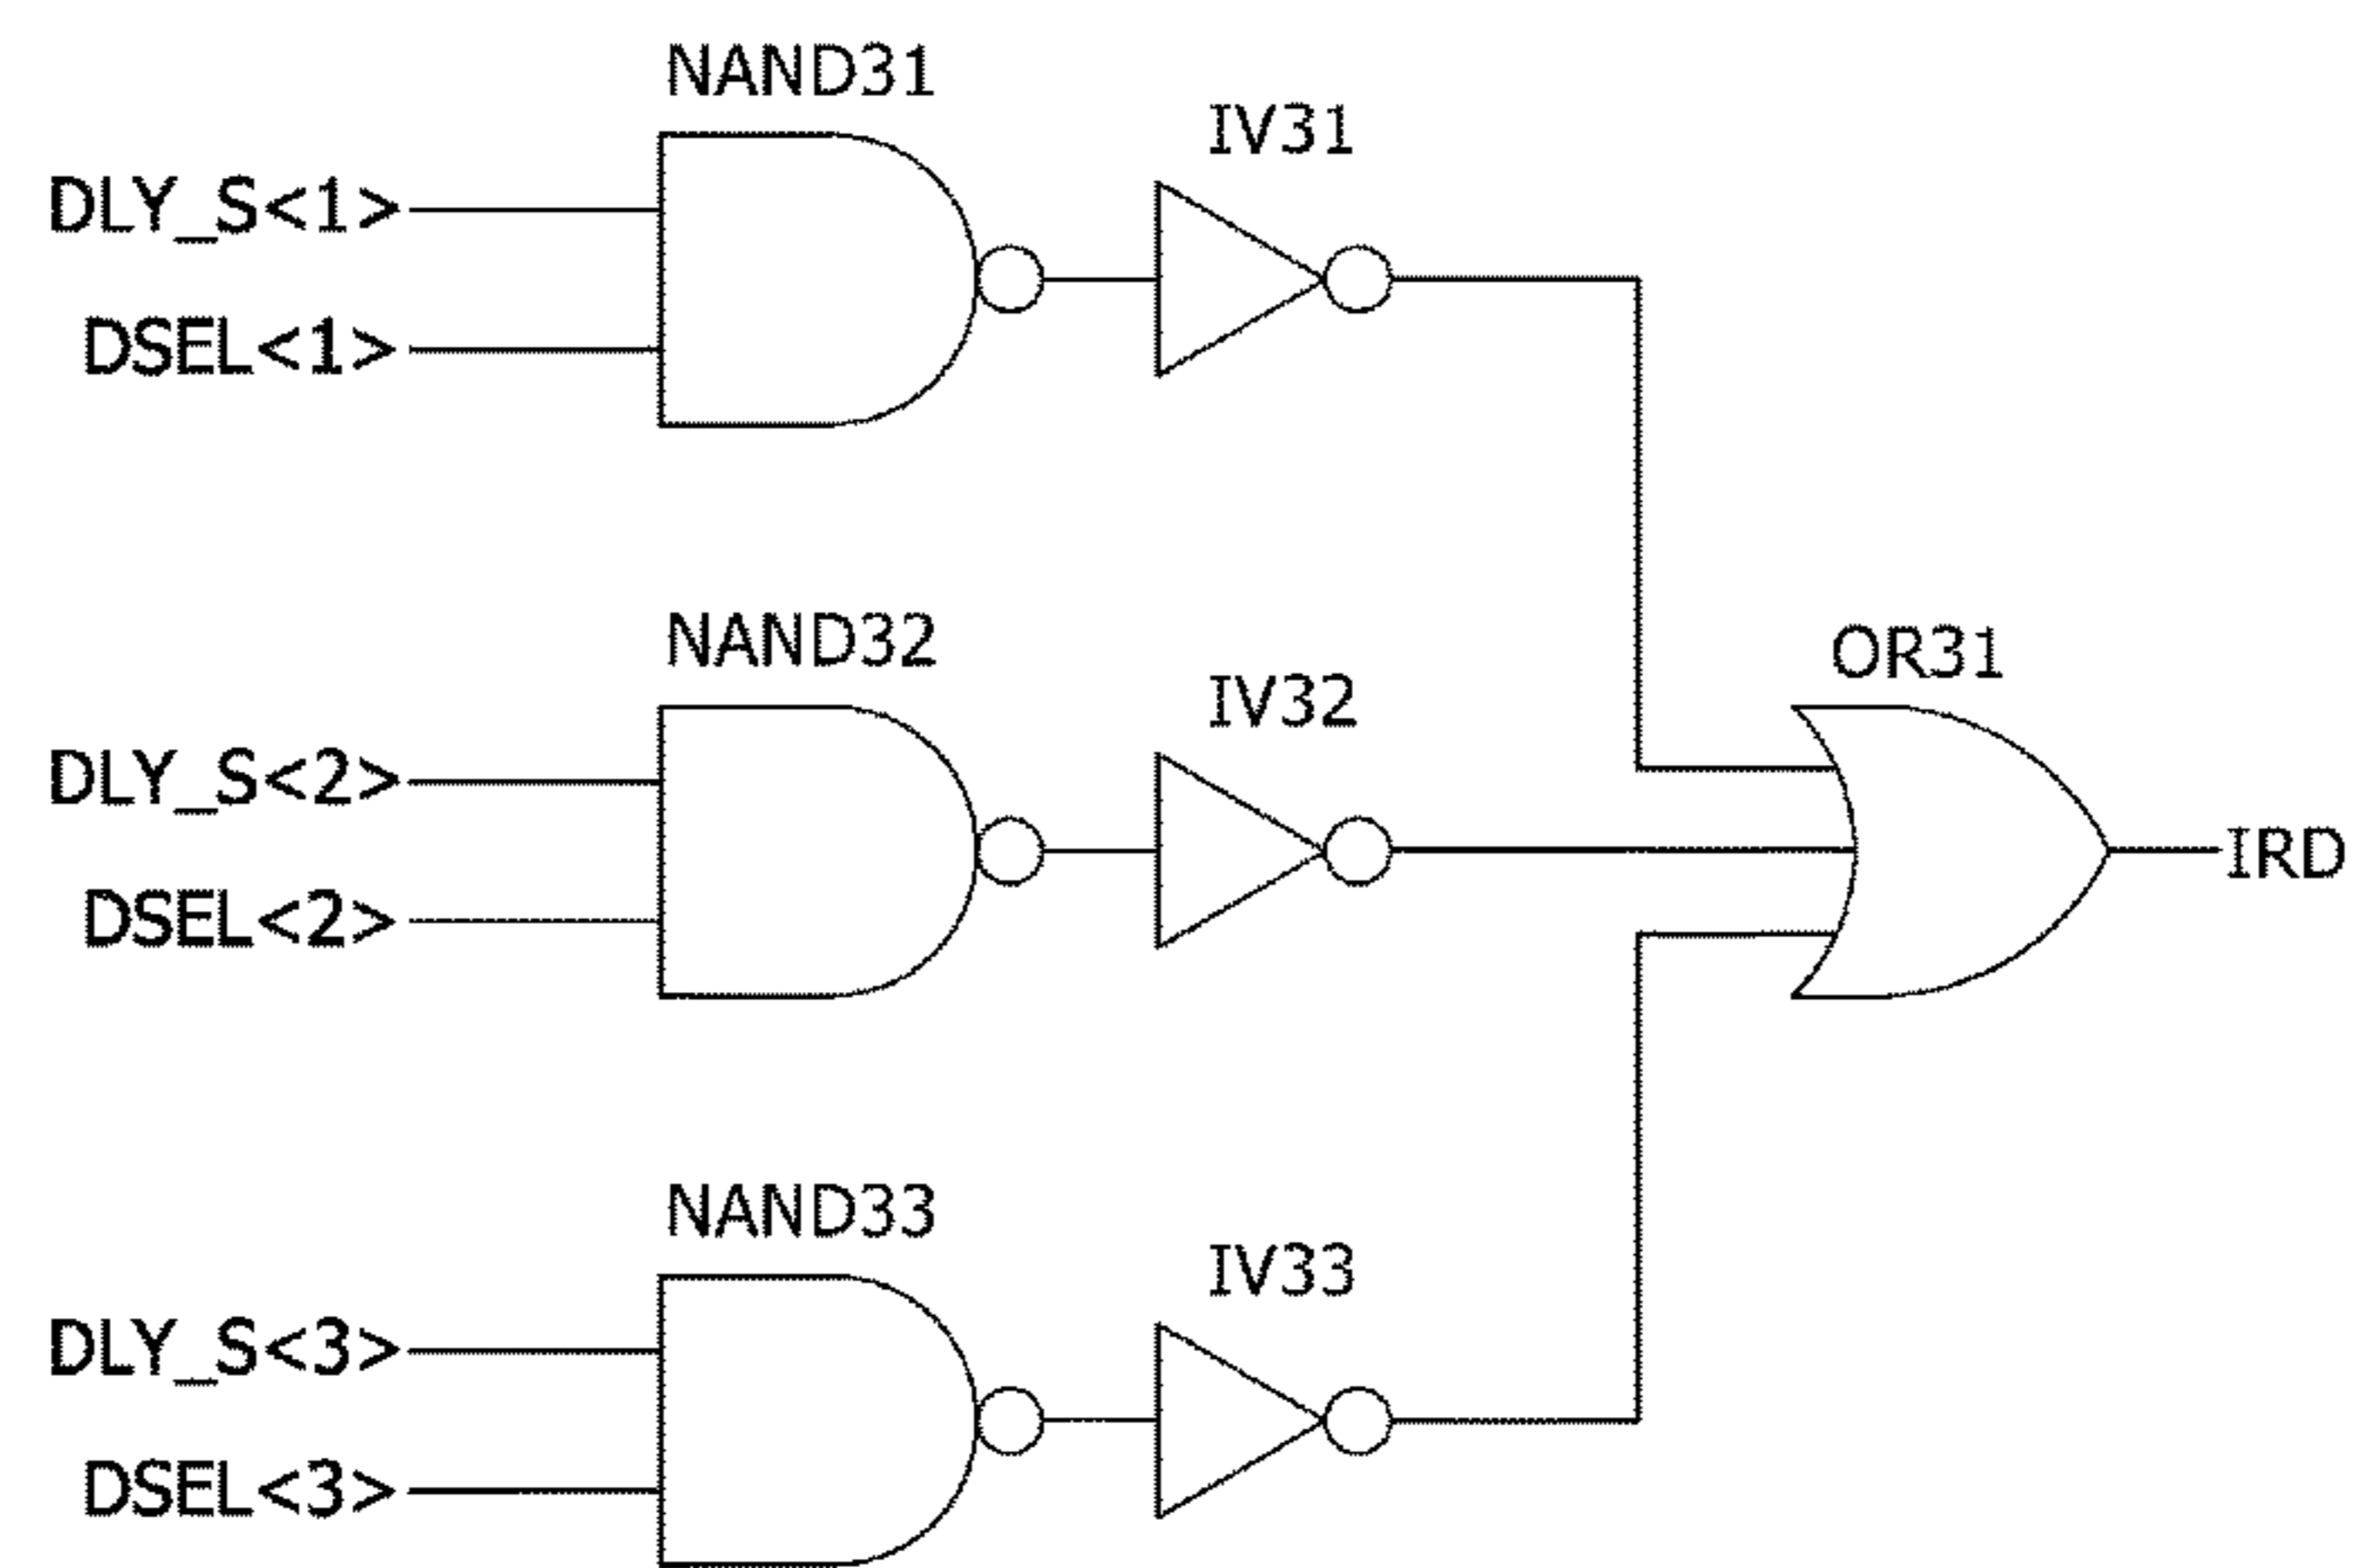 NAND31
IV31
DLY_S<1>
DSEL<1>
NAND32
IV32
OR31
DLY_S<2>
DSEL<2>
IRD
NAND33
IV33
DLY_S<3>
DSEL<3>